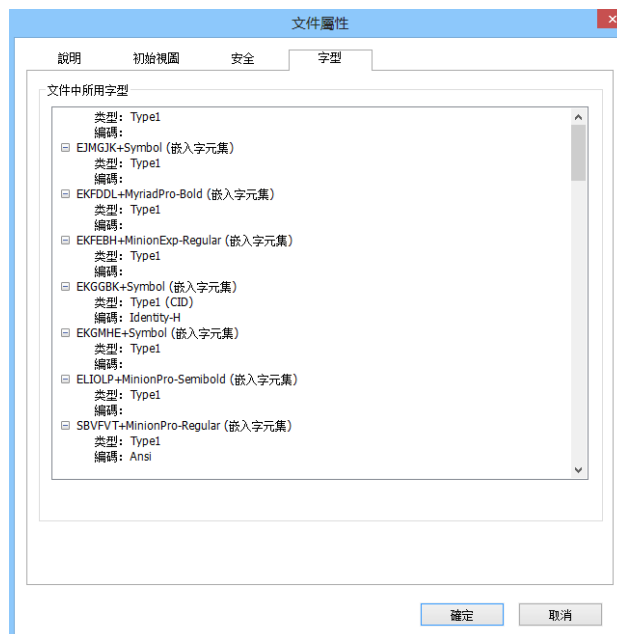 文件屬性
說明 初始視圖 安全 字型
文件中所用字型
类型: Type1
編碼:
EJMGJK+Symbol (嵌入字元集)
类型: Type1
編碼:
EKFDDL+MyriadPro-Bold (嵌入字元集)
类型: Type1
編碼:
EKFEBH+MinionExp-Regular (嵌入字元集)
类型: Type1
編碼:
EKGGBK+Symbol (嵌入字元集)
类型: Type1 (CID)
編碼: Identity-H
EKGMHE+Symbol (嵌入字元集)
类型: Type1
編碼:
ELIOLP+MinionPro-Semibold (嵌入字元集)
类型: Type1
編碼:
SBVFVT+MinionPro-Regular (嵌入字元集)
类型: Type1
編碼: Ansi
確定 取消